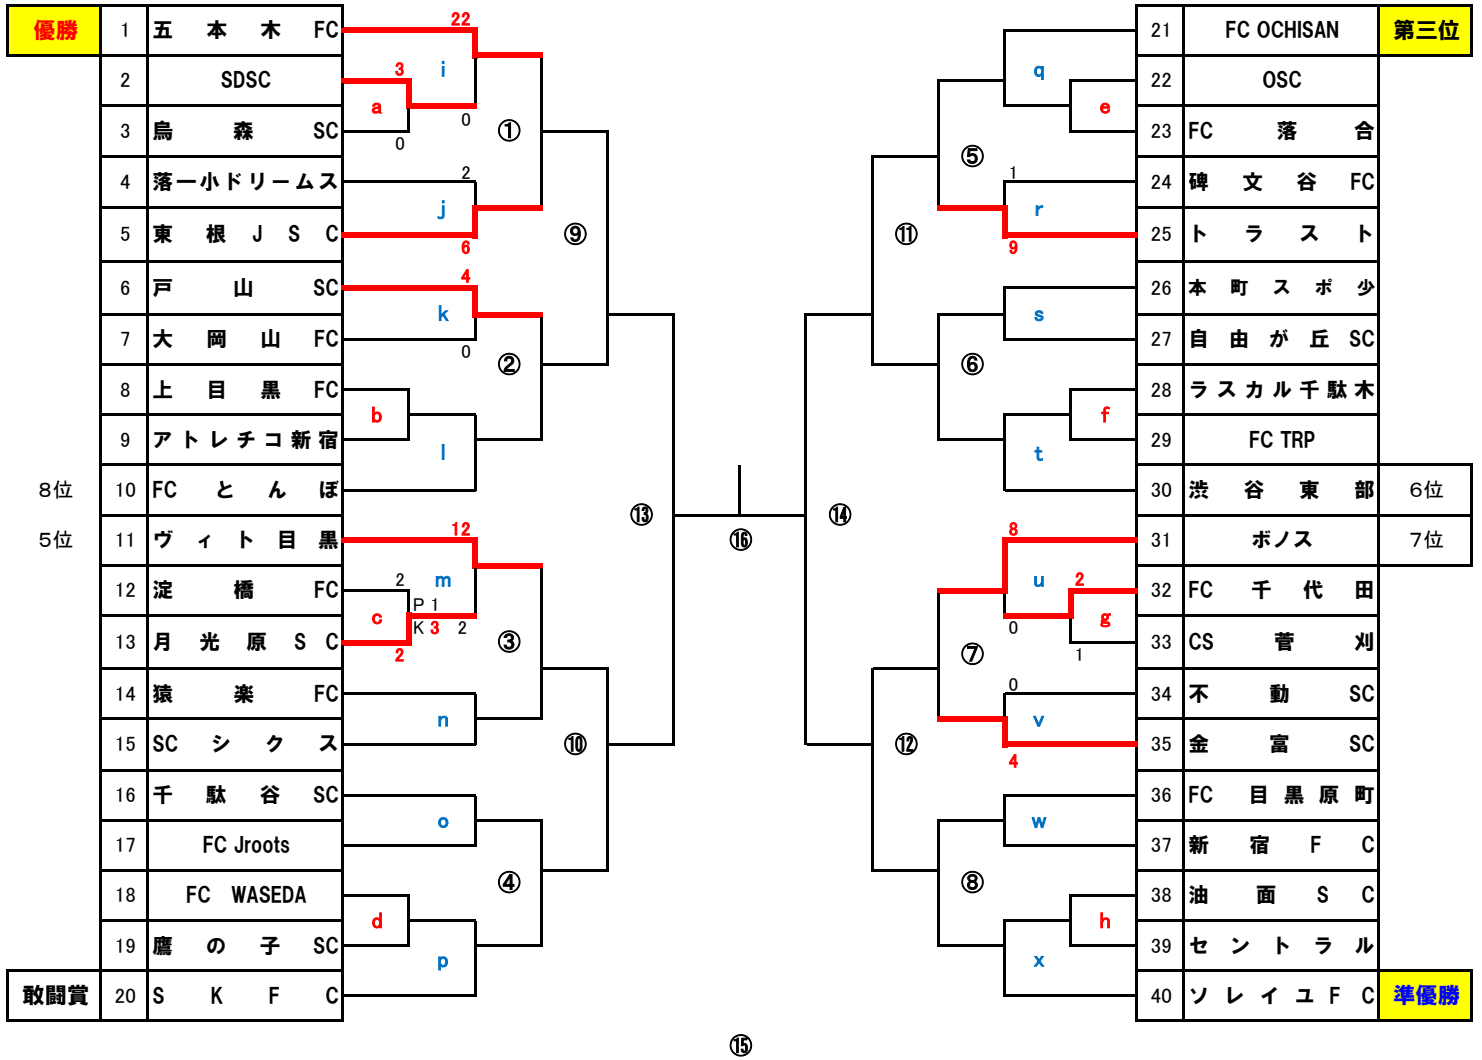 優勝 1 五本木FC 22
2 SDSC 3 i
a
3 烏森SC 0 0 ①
4 落一小ドリームス 2
j
5 東根JSC 6 ⑨
4
6 戸山SC
k
7 大岡山FC 0 ②
8 上目黒FC
b
9 アトレチコ新宿
l
8位 10 FCとんぼ
⑬
5位 11 ヴィト目黒 12
12 淀橋FC 2 m
P 1
c K 3 2
13 月光原SC 2 ③
14 猿楽FC
n
15 SCシクス ⑩
16 千駄谷SC
o
17 FC Jroots
④
18 FC WASEDA
d
19 鷹の子SC
p
敢闘賞 20 SKFC
⑯
⑮
21 FC OCHISAN 第三位
q
22 OSC
e
23 FC落合
⑤
1 24 碑文谷FC
r
9 25 トラスト
⑪
26 本町スポ少
s
27 自由が丘SC
⑥
28 ラスカル千駄木
f
29 FC TRP
t
30 渋谷東部 6位
⑭
8 31 ボノス 7位
u 2 32 FC千代田
g
0 1 33 CS菅刈
⑦
0 34 不動SC
v
4 35 金富SC
⑫
36 FC目黒原町
w
37 新宿FC
⑧
38 油面SC
h
39 セントラル
x
40 ソレイユFC 準優勝